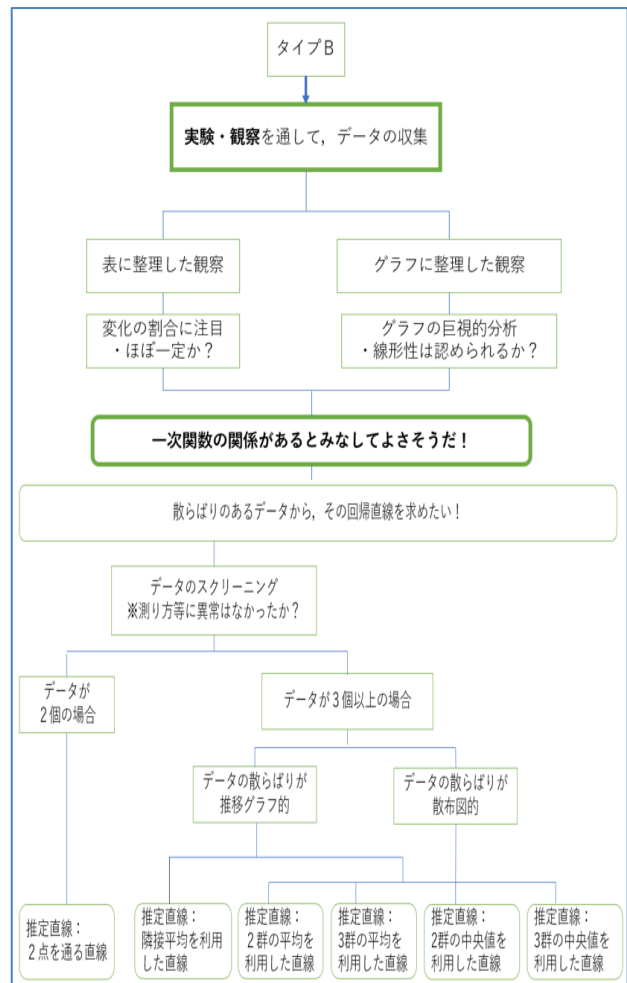 タイプB
実験・観察を通して，データの収集
表に整理した観察
グラフに整理した観察
変化の割合に注目
・ほぼ一定か？
グラフの巨視的分析
・線形性は認められるか？
一次関数の関係があるとみなしてよさそうだ！
散らばりのあるデータから，その回帰直線を求めたい！
データのスクリーニング
※測り方等に異常はなかったか？
データが
２個の場合
データが３個以上の場合
データの散らばりが
推移グラフ的
データの散らばりが
散布図的
推定直線：
２点を通る直線
推定直線：
隣接平均を利用
した直線
推定直線：
２群の平均を
利用した直線
推定直線：
3群の平均を
利用した直線
推定直線：
2群の中央値を
利用した直線
推定直線：
3群の中央値を
利用した直線